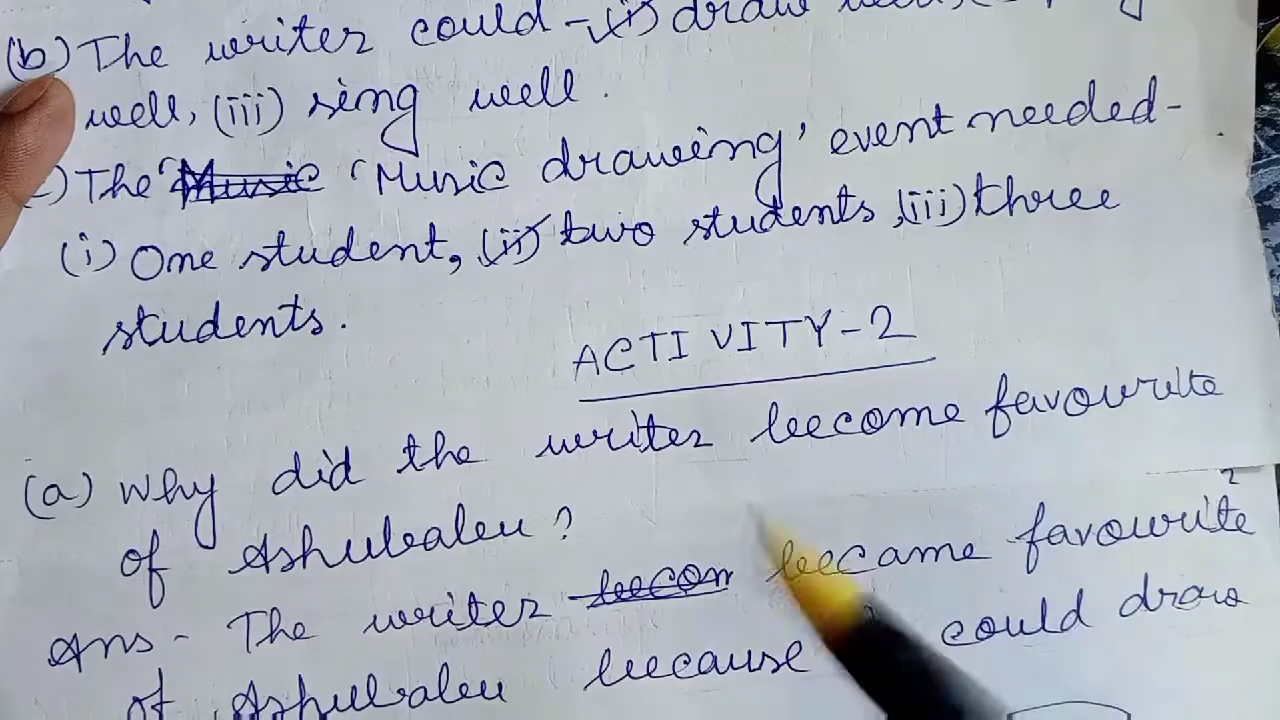 (b) The writer could - (i) draw well,
well, (iii) sing well.
) The Music 'Music drawing' event needed-
(i) One student, (ii) two students, (iii) three
students.
ACTIVITY-2
(a) Why did the writer become favourite
of Ashubabu?
Ans - The writer becom became favourite
of Ashubabu because could draw